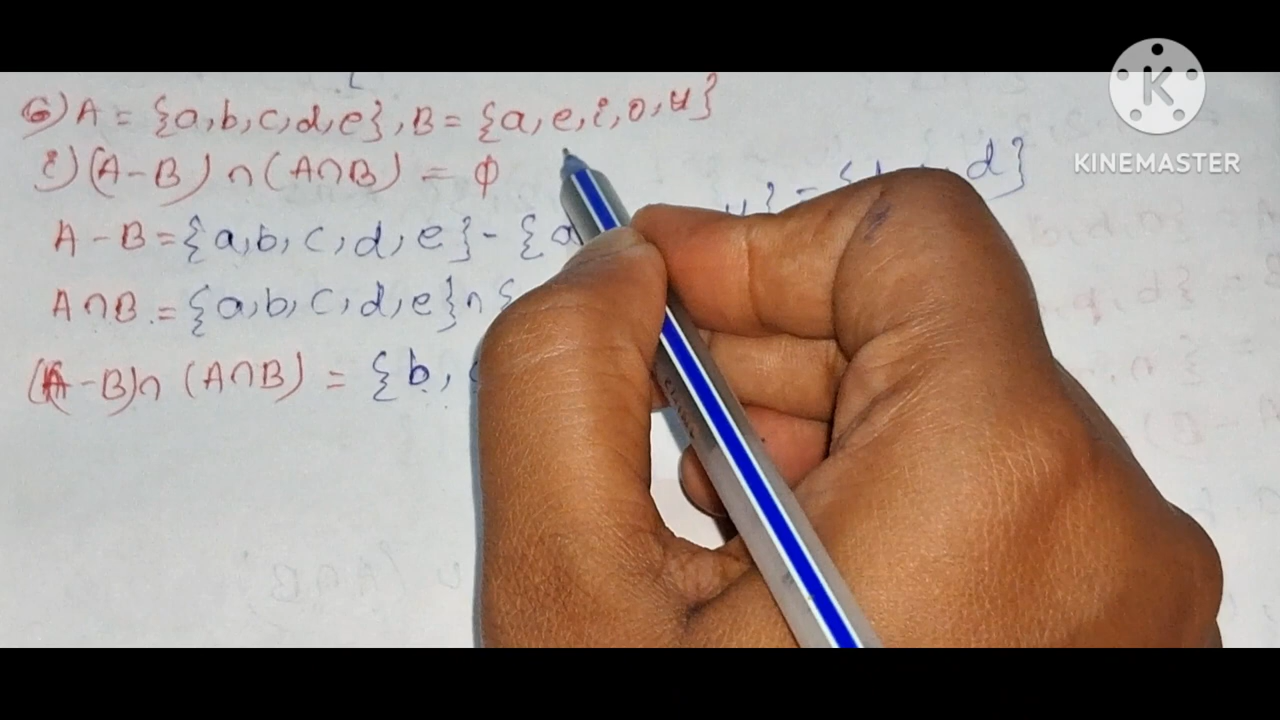 6) A = {a, b, c, d, e}, B = {a, e, i, o, u}
i) (A-B) ∩ (A∩B) = ϕ
A - B = {a, b, c, d, e} - {a u} = { d}
A∩B = {a, b, c, d, e} ∩ {
(A-B) ∩ (A∩B) = {b,
KINEMASTER